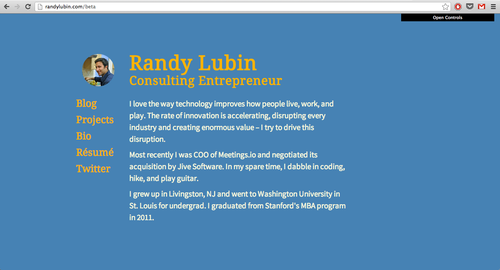 randylubin.com/beta
Open Controls
Randy Lubin
Consulting Entrepreneur
Blog
Projects
Bio
Résumé
Twitter
I love the way technology improves how people live, work, and
play. The rate of innovation is accelerating, disrupting every
industry and creating enormous value – I try to drive this
disruption.
Most recently I was COO of Meetings.io and negotiated its
acquisition by Jive Software. In my spare time, I dabble in coding,
hike, and play guitar.
I grew up in Livingston, NJ and went to Washington University in
St. Louis for undergrad. I graduated from Stanford's MBA program
in 2011.